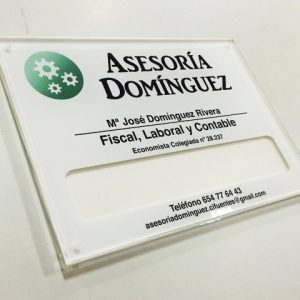 ASESORÍA
DOMÍNGUEZ
Mª José Domínguez Rivera
Fiscal, Laboral y Contable
Economista Colegiada nº 26.237
Teléfono 654 77 64 43
asesoriadominguez.cifuentes@gmail.com